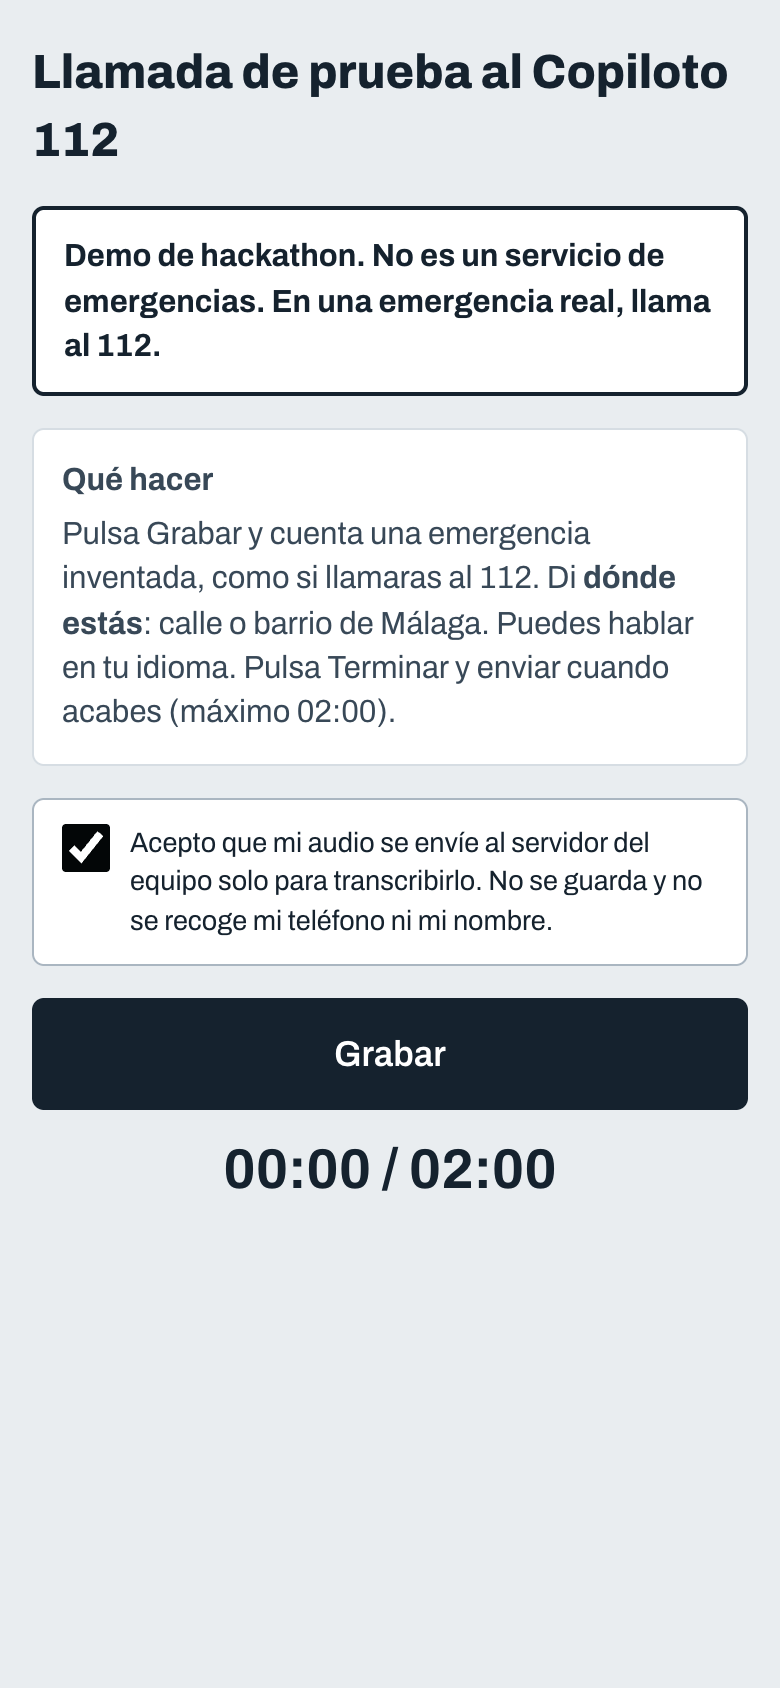 Llamada de prueba al Copiloto
112
Demo de hackathon. No es un servicio de
emergencias. En una emergencia real, llama
al 112.
Qué hacer
Pulsa Grabar y cuenta una emergencia
inventada, como si llamaras al 112. Di dónde
estás: calle o barrio de Málaga. Puedes hablar
en tu idioma. Pulsa Terminar y enviar cuando
acabes (máximo 02:00).
Acepto que mi audio se envíe al servidor del
equipo solo para transcribirlo. No se guarda y no
se recoge mi teléfono ni mi nombre.
Grabar
00:00 / 02:00